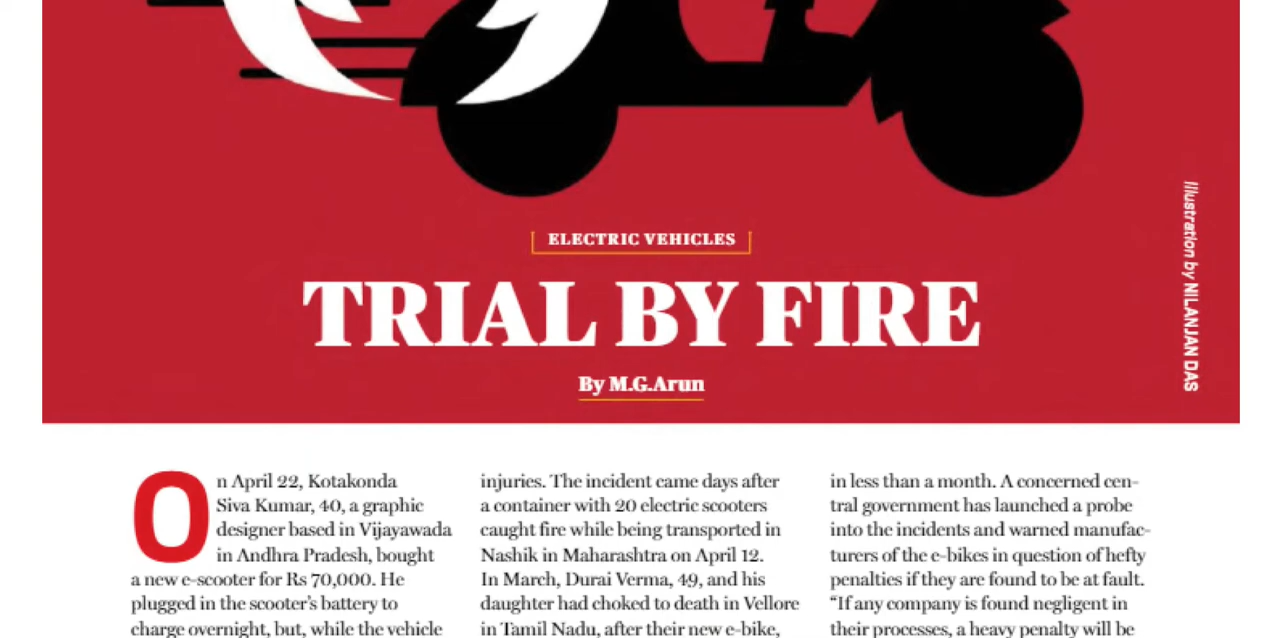 ELECTRIC VEHICLES
TRIAL BY FIRE
By M.G.Arun
Illustration by NILANJAN DAS
On April 22, Kotakonda
Siva Kumar, 40, a graphic
designer based in Vijayawada
in Andhra Pradesh, bought
a new e-scooter for Rs 70,000. He
plugged in the scooter's battery to
charge overnight, but, while the vehicle
injuries. The incident came days after
a container with 20 electric scooters
caught fire while being transported in
Nashik in Maharashtra on April 12.
In March, Durai Verma, 49, and his
daughter had choked to death in Vellore
in Tamil Nadu, after their new e-bike,
in less than a month. A concerned cen-
tral government has launched a probe
into the incidents and warned manufac-
turers of the e-bikes in question of hefty
penalties if they are found to be at fault.
“If any company is found negligent in
their processes, a heavy penalty will be